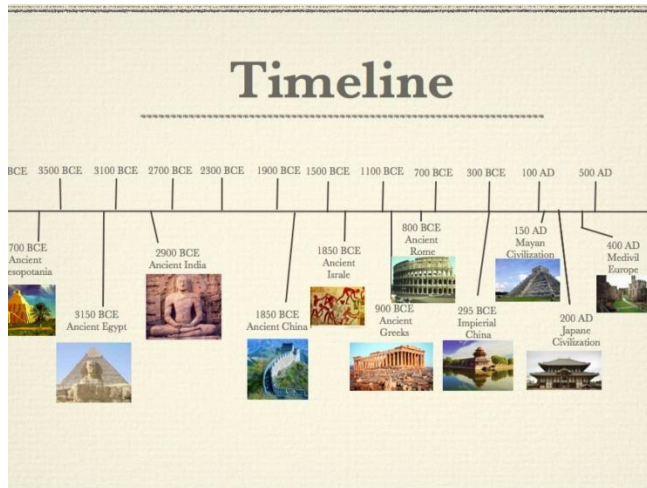 Timeline
BCE 3500 BCE 3100 BCE 2700 BCE 2300 BCE 1900 BCE 1500 BCE 1100 BCE 700 BCE 300 BCE 100 AD 500 AD
700 BCE
Ancient
esopotania
3150 BCE
Ancient Egypt
2900 BCE
Ancient India
1850 BCE
Ancient China
1850 BCE
Ancient
Israle
900 BCE
Ancient
Greeks
800 BCE
Ancient
Rome
295 BCE
Impierial
China
150 AD
Mayan
Civilization
200 AD
Japane
Civilization
400 AD
Medivil
Europe